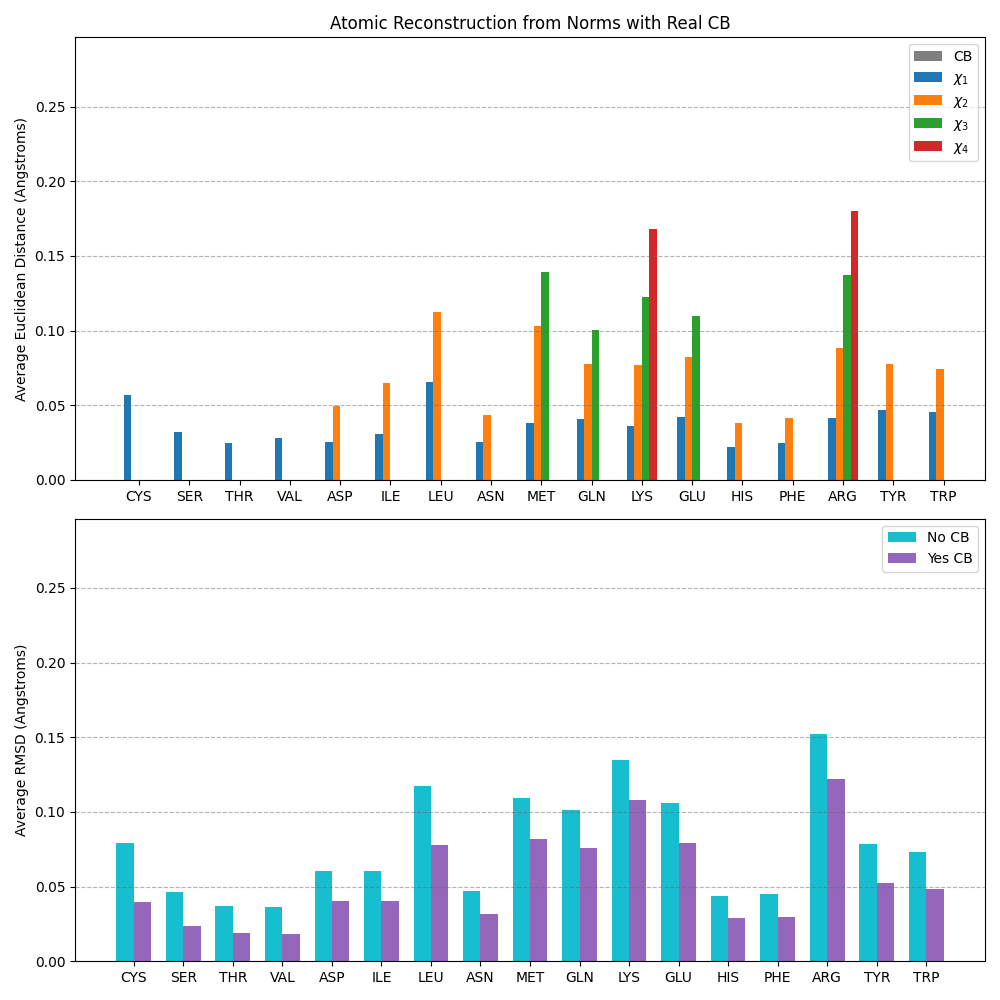 Atomic Reconstruction from Norms with Real CB
Average Euclidean Distance (Angstroms)
0.25
0.20
0.15
0.10
0.05
0.00
CB
χ1
χ2
χ3
χ4
CYS SER THR VAL ASP ILE LEU ASN MET GLN LYS GLU HIS PHE ARG TYR TRP
Average RMSD (Angstroms)
0.25
0.20
0.15
0.10
0.05
0.00
No CB
Yes CB
CYS SER THR VAL ASP ILE LEU ASN MET GLN LYS GLU HIS PHE ARG TYR TRP